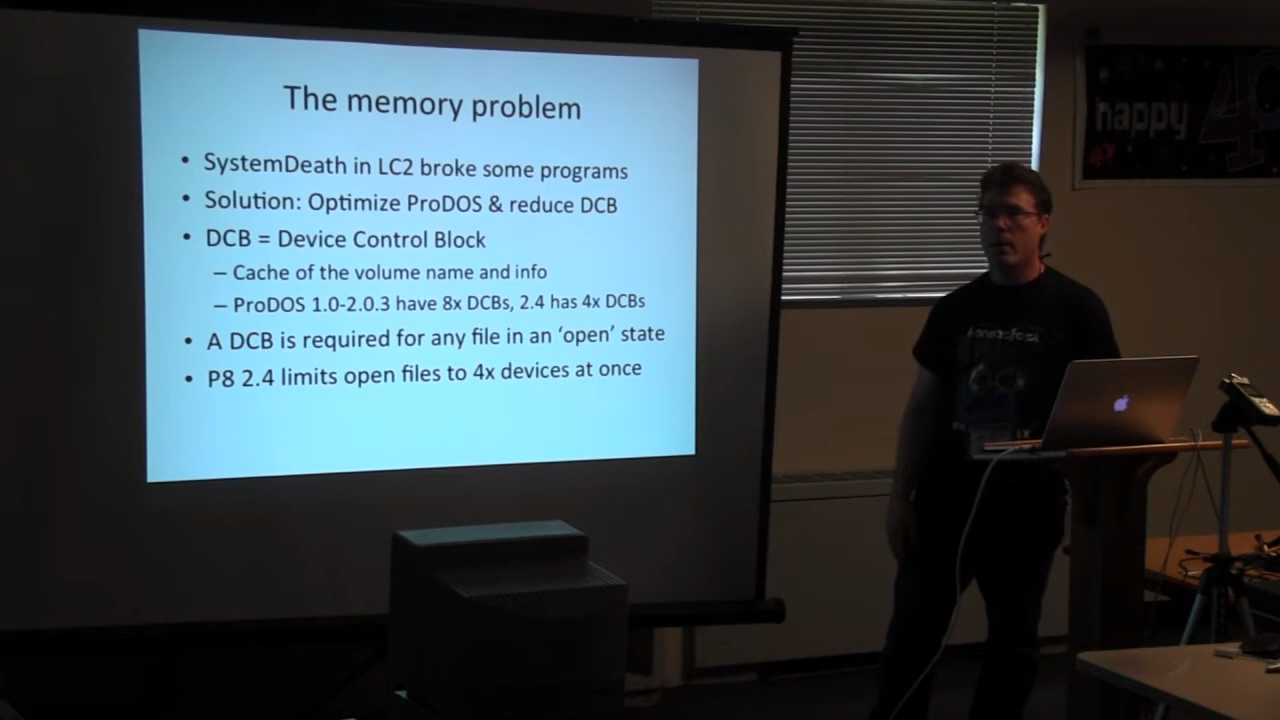 The memory problem
• SystemDeath in LC2 broke some programs
• Solution: Optimize ProDOS & reduce DCB
• DCB = Device Control Block
– Cache of the volume name and info
– ProDOS 1.0-2.0.3 have 8x DCBs, 2.4 has 4x DCBs
• A DCB is required for any file in an ‘open’ state
• P8 2.4 limits open files to 4x devices at once
happy